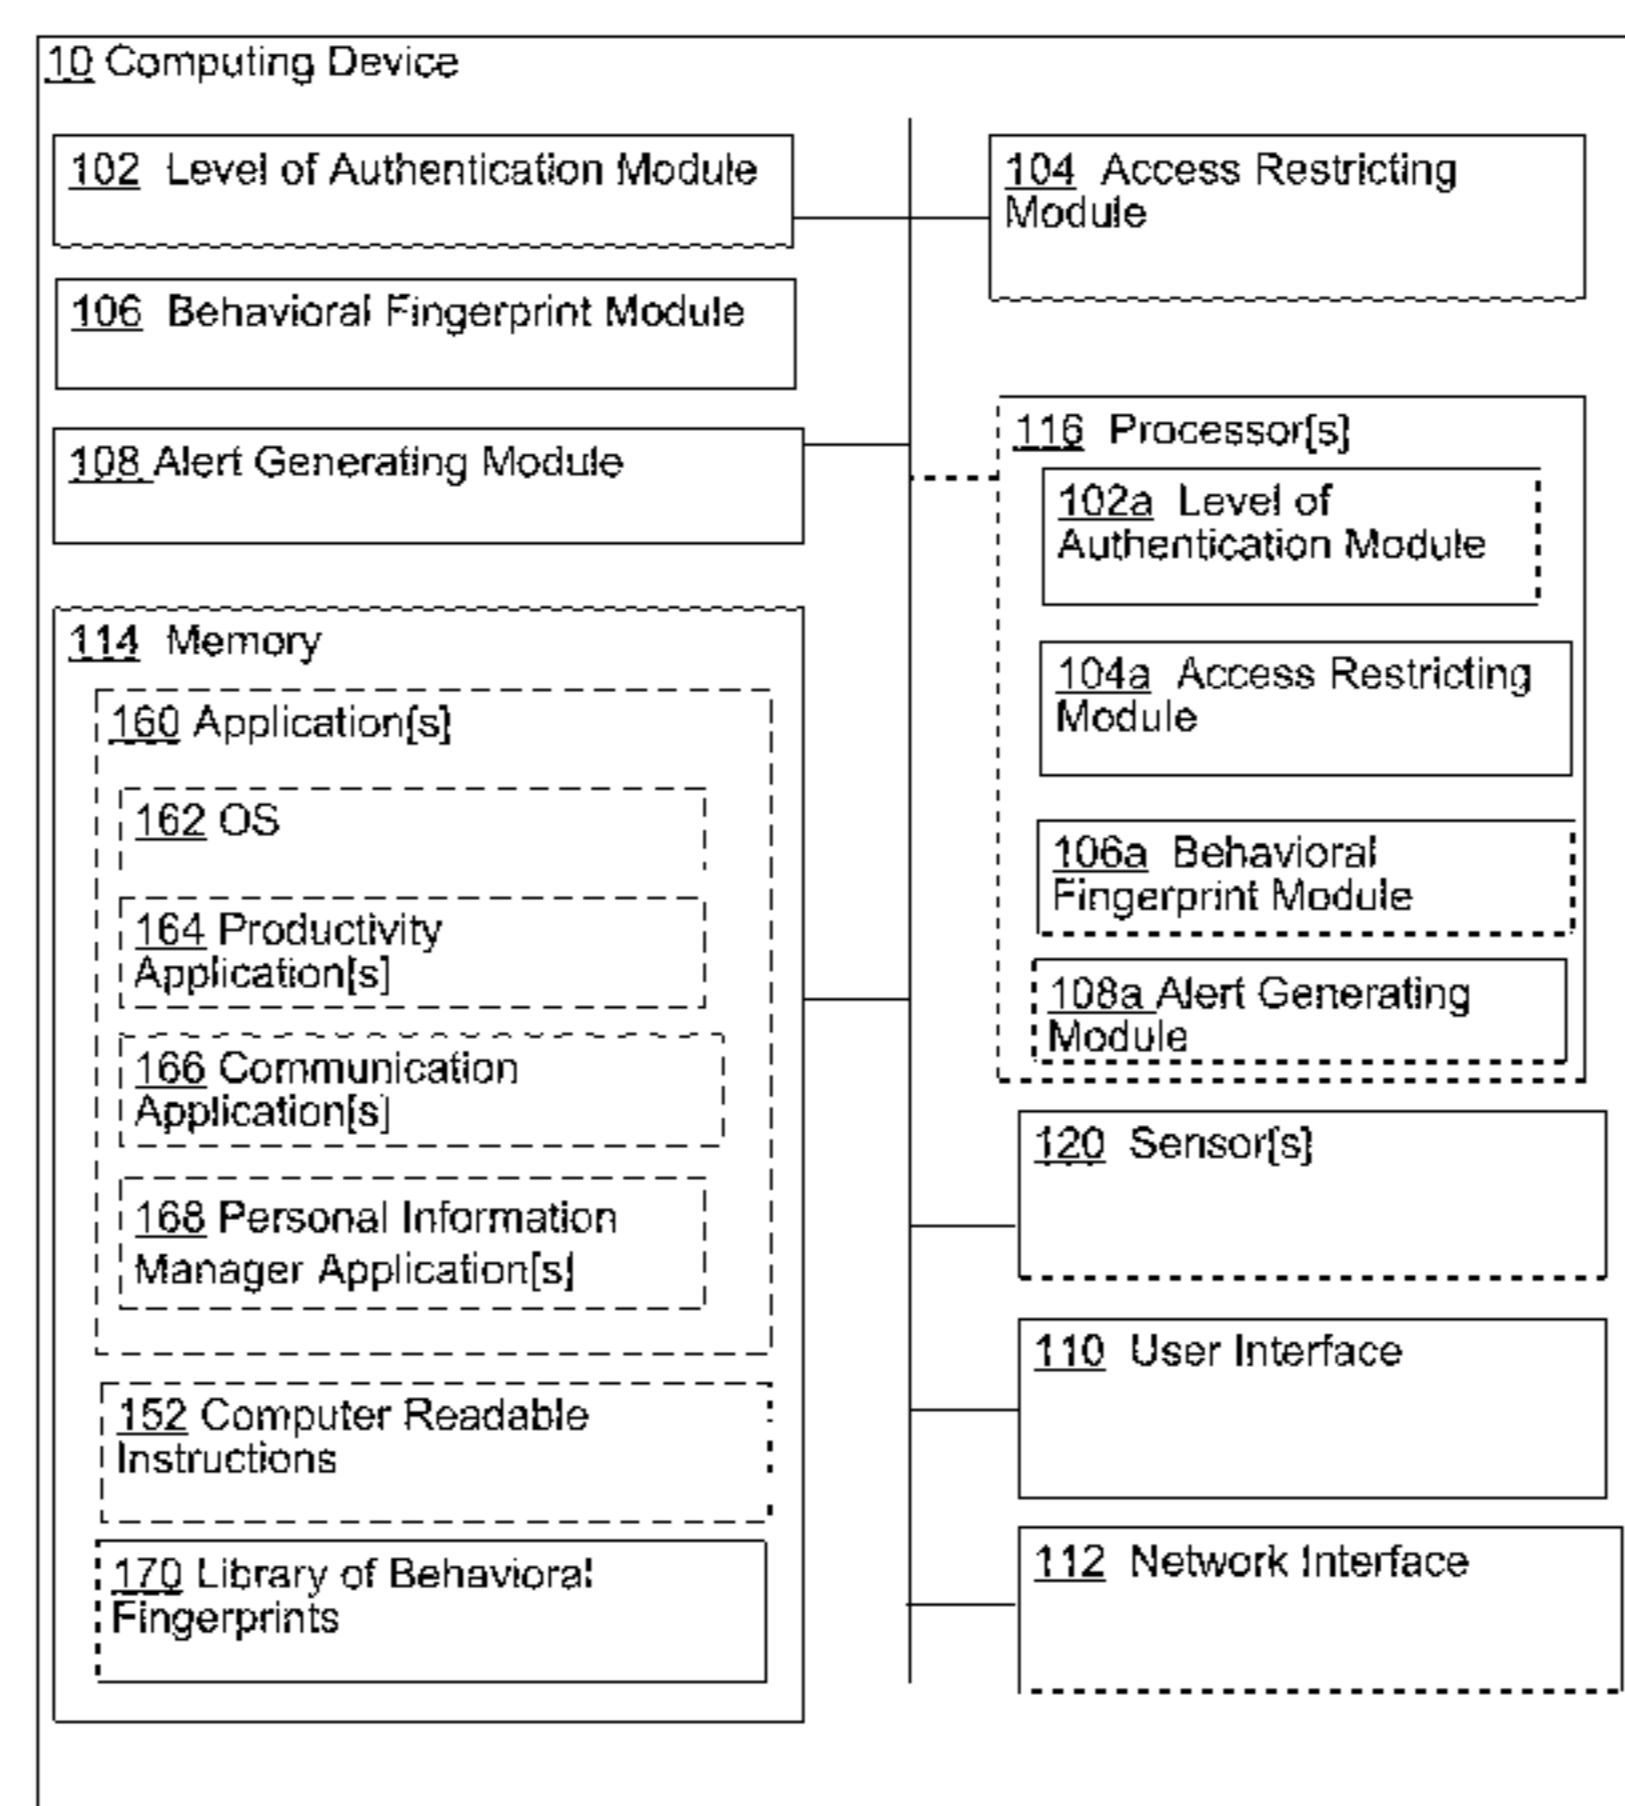 10 Computing Device
102 Level of Authentication Module
106 Behavioral Fingerprint Module
108 Alert Generating Module
114 Memory
160 Application[s]
162 OS
164 Productivity
Application[s]
166 Communication
Application[s]
168 Personal Information
Manager Application[s]
152 Computer Readable
Instructions
170 Library of Behavioral
Fingerprints
104 Access Restricting
Module
116 Processor[s]
102a Level of
Authentication Module
104a Access Restricting
Module
106a Behavioral
Fingerprint Module
108a Alert Generating
Module
120 Sensor[s]
110 User Interface
112 Network Interface